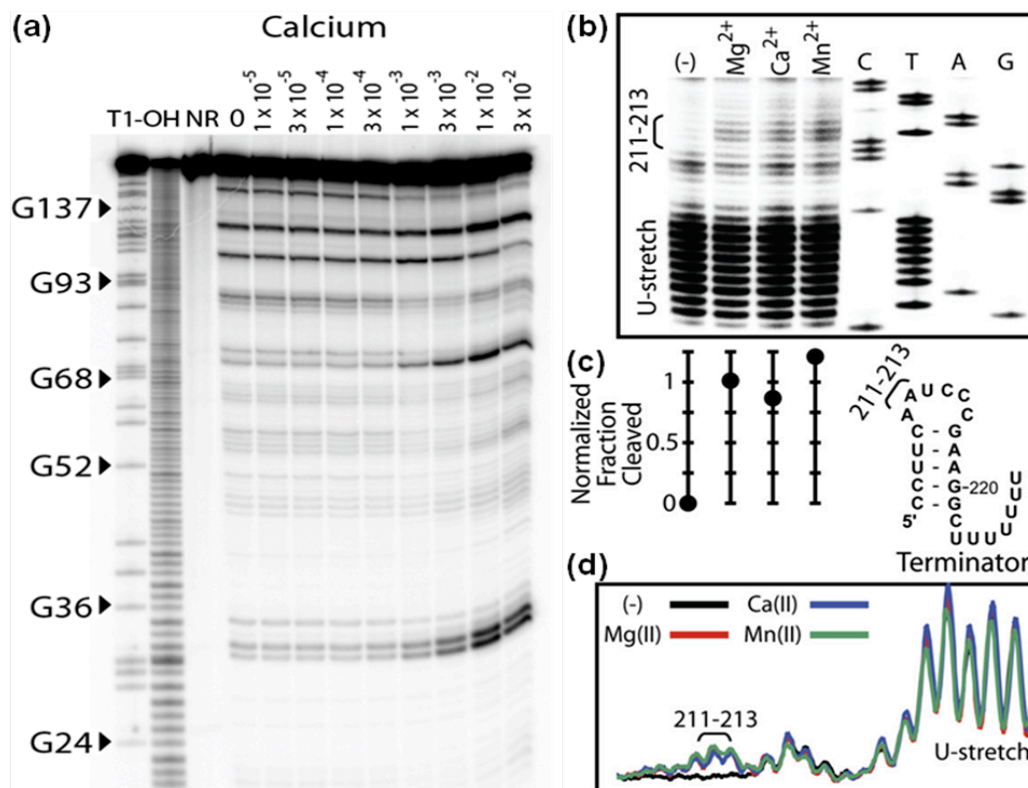 (a)
Calcium
T1 -OH NR 0 1 x 10-5 3 x 10-5 1 x 10-4 3 x 10-4 1 x 10-3 3 x 10-3 1 x 10-2 3 x 10-2
G137
G93
G68
G52
G36
G24
(b)
(-) Mg2+ Ca2+ Mn2+ C T A G
211-213
U-stretch
(c)
Normalized
Fraction
Cleaved
1
0.5
0
211-213
A U C C
A C
C - G
U - A
U - A
C - G -220
C - G
5' C
U U U U U U U U
Terminator
(d)
(-) Ca(II)
Mg(II) Mn(II)
211-213
U-stretch